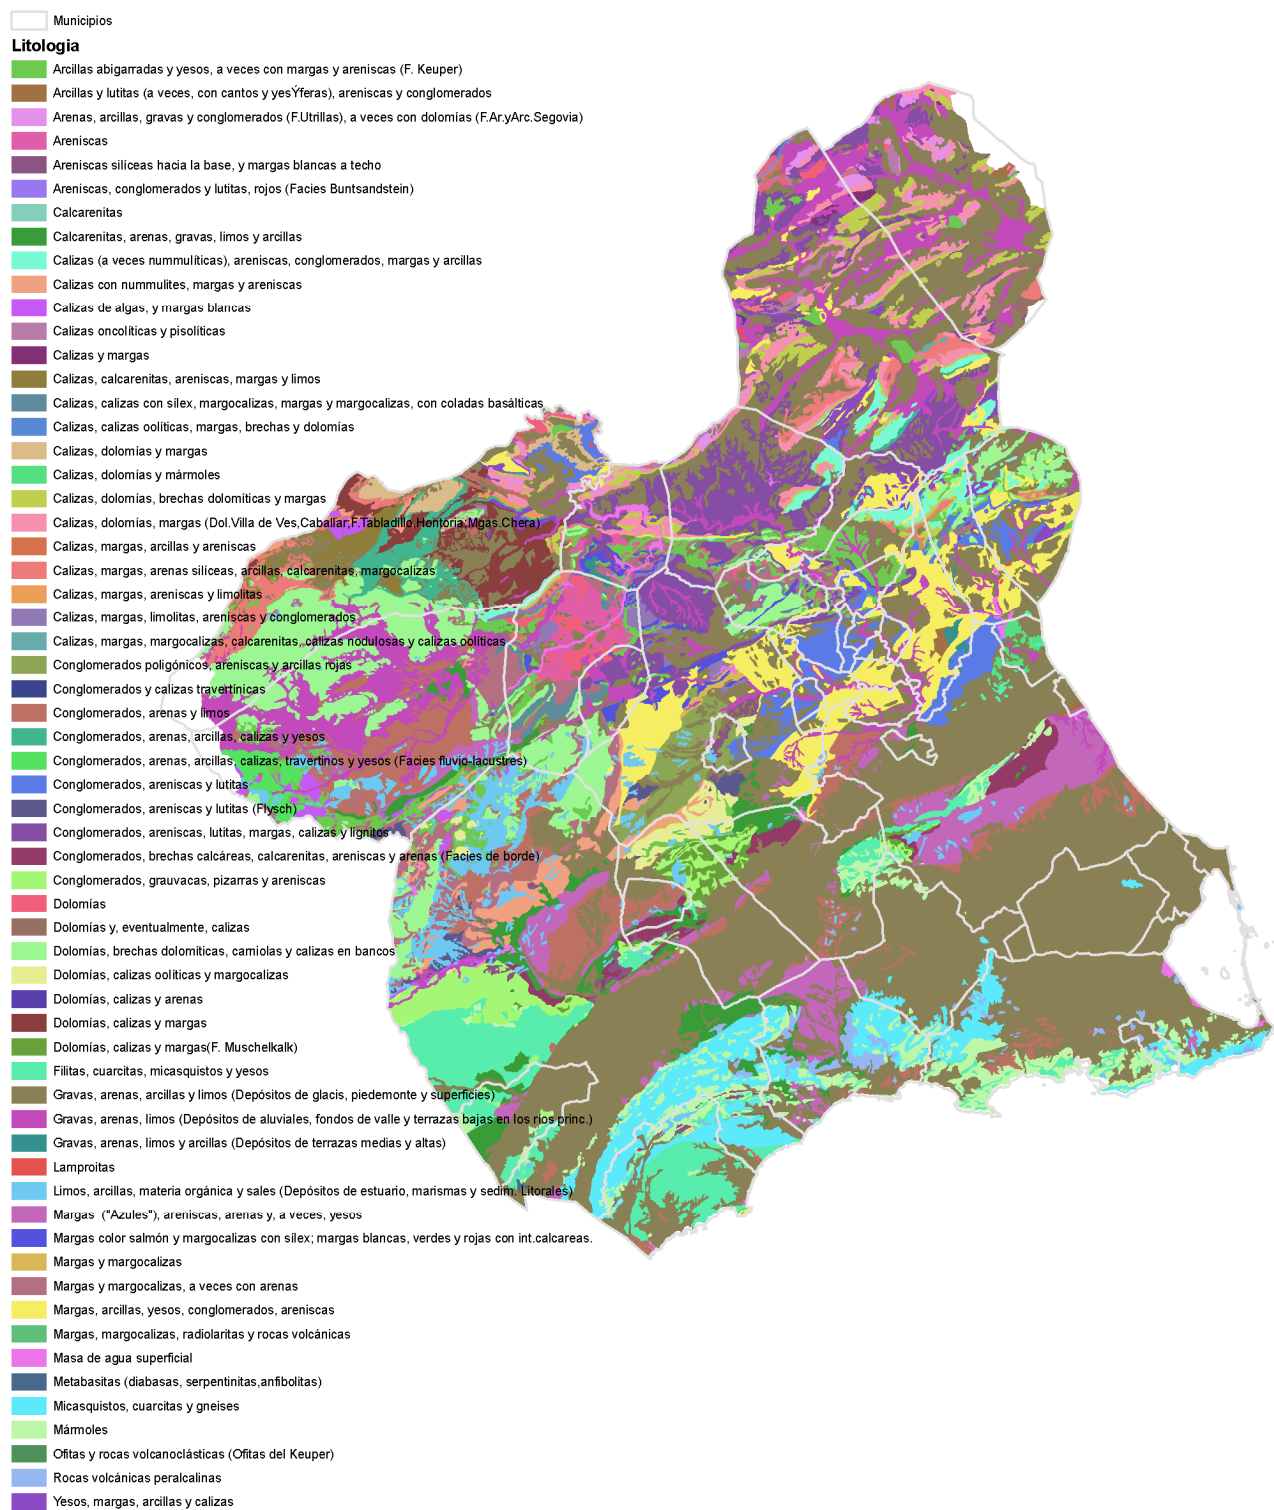 Municipios
Litologia
Arcillas abigarradas y yesos, a veces con margas y areniscas (F. Keuper)
Arcillas y lutitas (a veces, con cantos y yesÝferas), areniscas y conglomerados
Arenas, arcillas, gravas y conglomerados (F.Utrillas), a veces con dolomías (F.Ar.yArc.Segovia)
Areniscas
Areniscas silíceas hacia la base, y margas blancas a techo
Areniscas, conglomerados y lutitas, rojos (Facies Buntsandstein)
Calcarenitas
Calcarenitas, arenas, gravas, limos y arcillas
Calizas (a veces nummulíticas), areniscas, conglomerados, margas y arcillas
Calizas con nummulites, margas y areniscas
Calizas de algas, y margas blancas
Calizas oncolíticas y pisolíticas
Calizas y margas
Calizas, calcarenitas, areniscas, margas y limos
Calizas, calizas con sílex, margocalizas, margas y margocalizas, con coladas basálticas
Calizas, calizas oolíticas, margas, brechas y dolomías
Calizas, dolomías y margas
Calizas, dolomías y mármoles
Calizas, dolomías, brechas dolomíticas y margas
Calizas, dolomías, margas (Dol.Villa de Ves,Caballar;F.Tabladillo,Hontoria;Mgas.Chera)
Calizas, margas, arcillas y areniscas
Calizas, margas, arenas silíceas, arcillas, calcarenitas, margocalizas
Calizas, margas, areniscas y limolitas
Calizas, margas, limolitas, areniscas y conglomerados
Calizas, margas, margocalizas, calcarenitas, calizas nodulosas y calizas oolíticas
Conglomerados poligónicos, areniscas y arcillas rojas
Conglomerados y calizas travertínicas
Conglomerados, arenas y limos
Conglomerados, arenas, arcillas, calizas y yesos
Conglomerados, arenas, arcillas, calizas, travertinos y yesos (Facies fluvio-lacustres)
Conglomerados, areniscas y lutitas
Conglomerados, areniscas y lutitas (Flysch)
Conglomerados, areniscas, lutitas, margas, calizas y lignitos
Conglomerados, brechas calcáreas, calcarenitas, areniscas y arenas (Facies de borde)
Conglomerados, grauvacas, pizarras y areniscas
Dolomías
Dolomías y, eventualmente, calizas
Dolomías, brechas dolomíticas, carniolas y calizas en bancos
Dolomías, calizas oolíticas y margocalizas
Dolomías, calizas y arenas
Dolomías, calizas y margas
Dolomías, calizas y margas(F. Muschelkalk)
Filitas, cuarcitas, micasquistos y yesos
Gravas, arenas, arcillas y limos (Depósitos de glacis, piedemonte y superficies)
Gravas, arenas, limos (Depósitos de aluviales, fondos de valle y terrazas bajas en los ríos princ.)
Gravas, arenas, limos y arcillas (Depósitos de terrazas medias y altas)
Lamproitas
Limos, arcillas, materia orgánica y sales (Depósitos de estuario, marismas y sedim. Litorales)
Margas ("Azules"), areniscas, arenas y, a veces, yesos
Margas color salmón y margocalizas con sílex; margas blancas, verdes y rojas con int.calcareas.
Margas y margocalizas
Margas y margocalizas, a veces con arenas
Margas, arcillas, yesos, conglomerados, areniscas
Margas, margocalizas, radiolaritas y rocas volcánicas
Masa de agua superficial
Metabasitas (diabasas, serpentinitas,anfibolitas)
Micasquistos, cuarcitas y gneises
Mármoles
Ofitas y rocas volcanoclásticas (Ofitas del Keuper)
Rocas volcánicas peralcalinas
Yesos, margas, arcillas y calizas